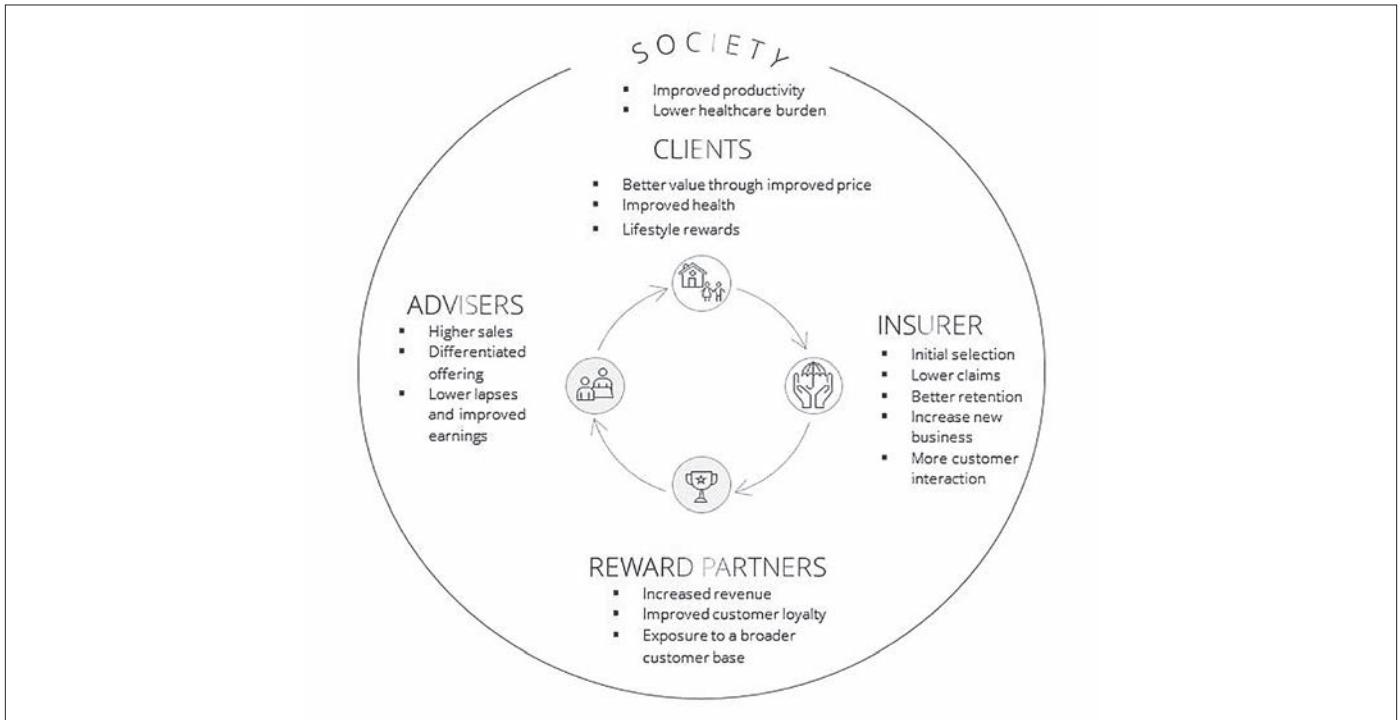 SOCIETY
▪ Improved productivity
▪ Lower healthcare burden
CLIENTS
▪ Better value through improved price
▪ Improved health
▪ Lifestyle rewards
ADVISERS
▪ Higher sales
▪ Differentiated
offering
▪ Lower lapses
and improved
earnings
INSURER
▪ Initial selection
▪ Lower claims
▪ Better retention
▪ Increase new
business
▪ More customer
interaction
REWARD PARTNERS
▪ Increased revenue
▪ Improved customer loyalty
▪ Exposure to a broader
customer base